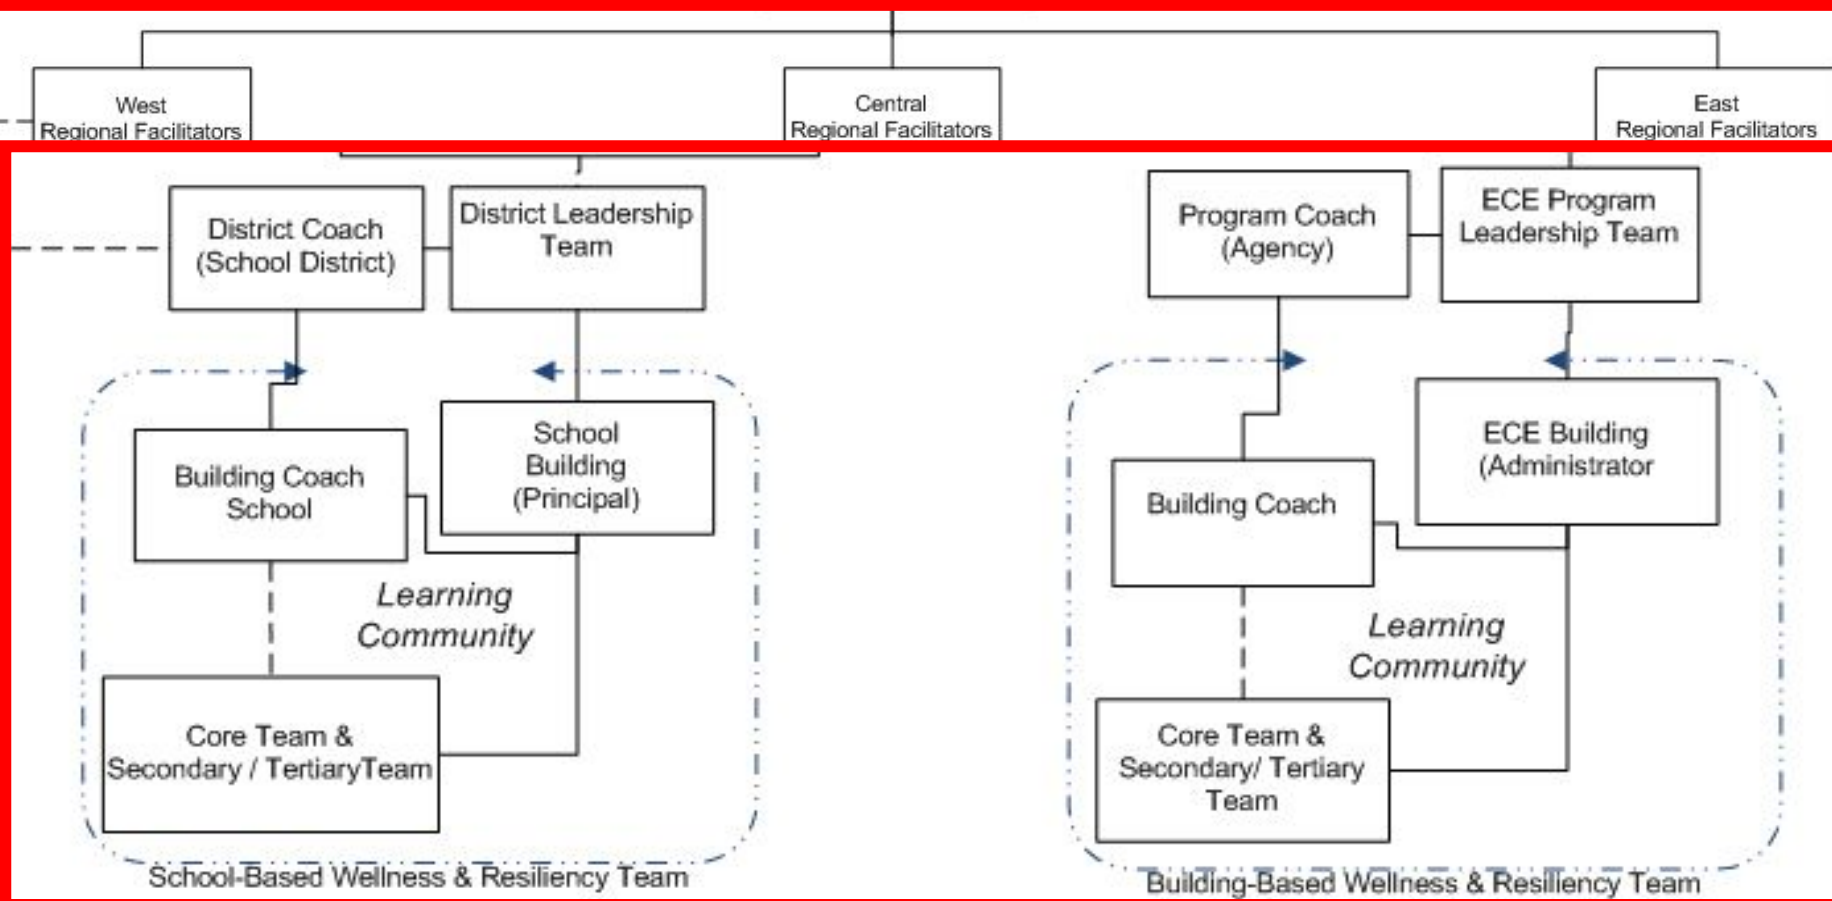 West
Regional Facilitators
Central
Regional Facilitators
East
Regional Facilitators
District Coach
(School District)
District Leadership
Team
Program Coach
(Agency)
ECE Program
Leadership Team
Building Coach
School
School
Building
(Principal)
Learning
Community
Core Team &
Secondary / TertiaryTeam
School-Based Wellness & Resiliency Team
Building Coach
ECE Building
(Administrator
Learning
Community
Core Team &
Secondary/ Tertiary
Team
Building-Based Wellness & Resiliency Team